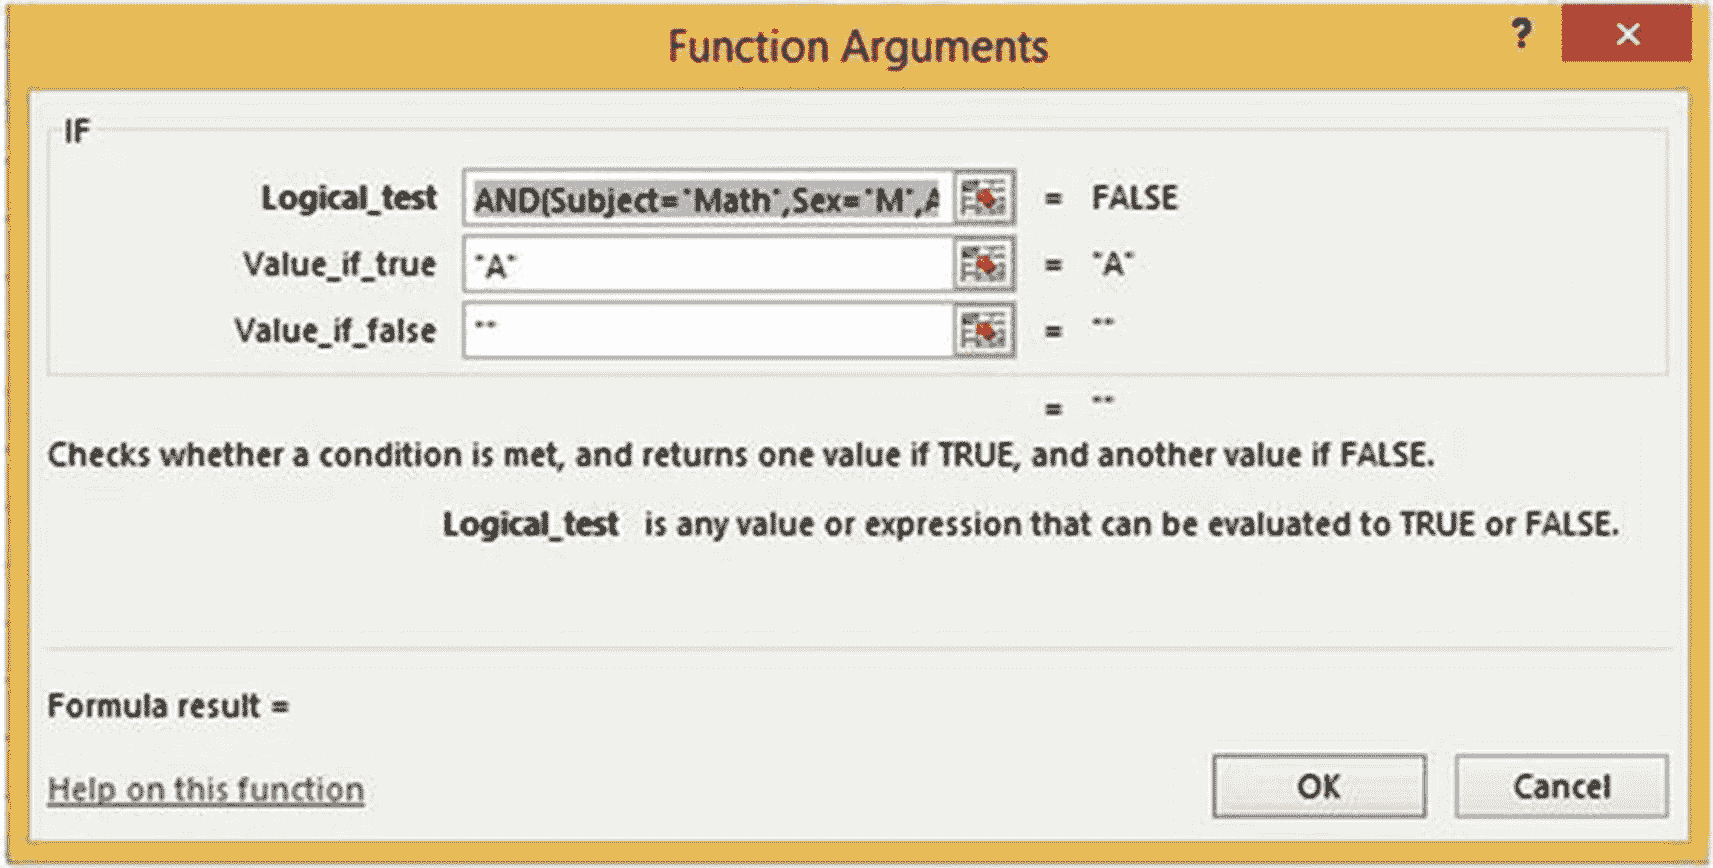 Function Arguments ? ×
IF
Logical_test AND(Subject="Math",Sex="M",A = FALSE
Value_if_true "A" = "A"
Value_if_false "" = ""
= ""
Checks whether a condition is met, and returns one value if TRUE, and another value if FALSE.
Logical_test is any value or expression that can be evaluated to TRUE or FALSE.
Formula result =
Help on this function
OK Cancel